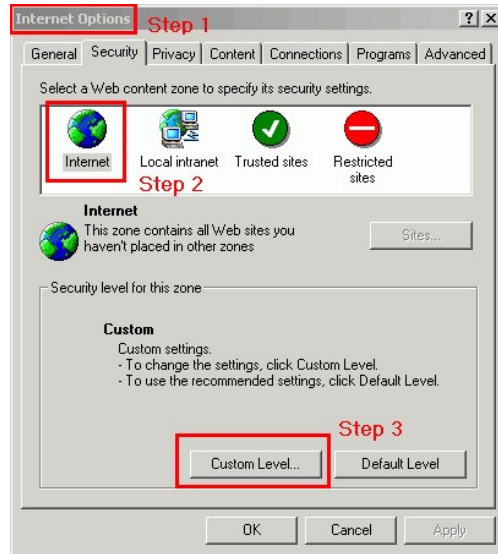 Internet Options Step 1
General Security Privacy Content Connections Programs Advanced
Select a Web content zone to specify its security settings.
Internet Local intranet Trusted sites Restricted
sites
Step 2
Internet
This zone contains all Web sites you
haven't placed in other zones
Sites...
Security level for this zone
Custom
Custom settings.
- To change the settings, click Custom Level.
- To use the recommended settings, click Default Level.
Step 3
Custom Level... Default Level
OK Cancel Apply